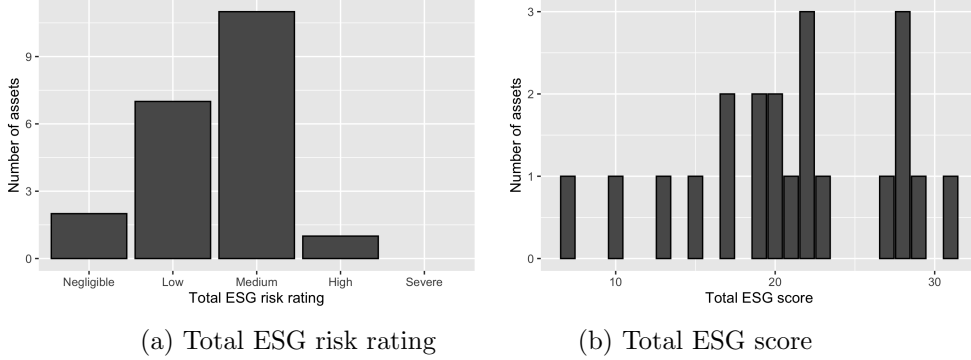 Number of assets
9
6
3
0
Negligible Low Medium High Severe
Total ESG risk rating
(a) Total ESG risk rating
Number of assets
3
2
1
0
10 20 30
Total ESG score
(b) Total ESG score